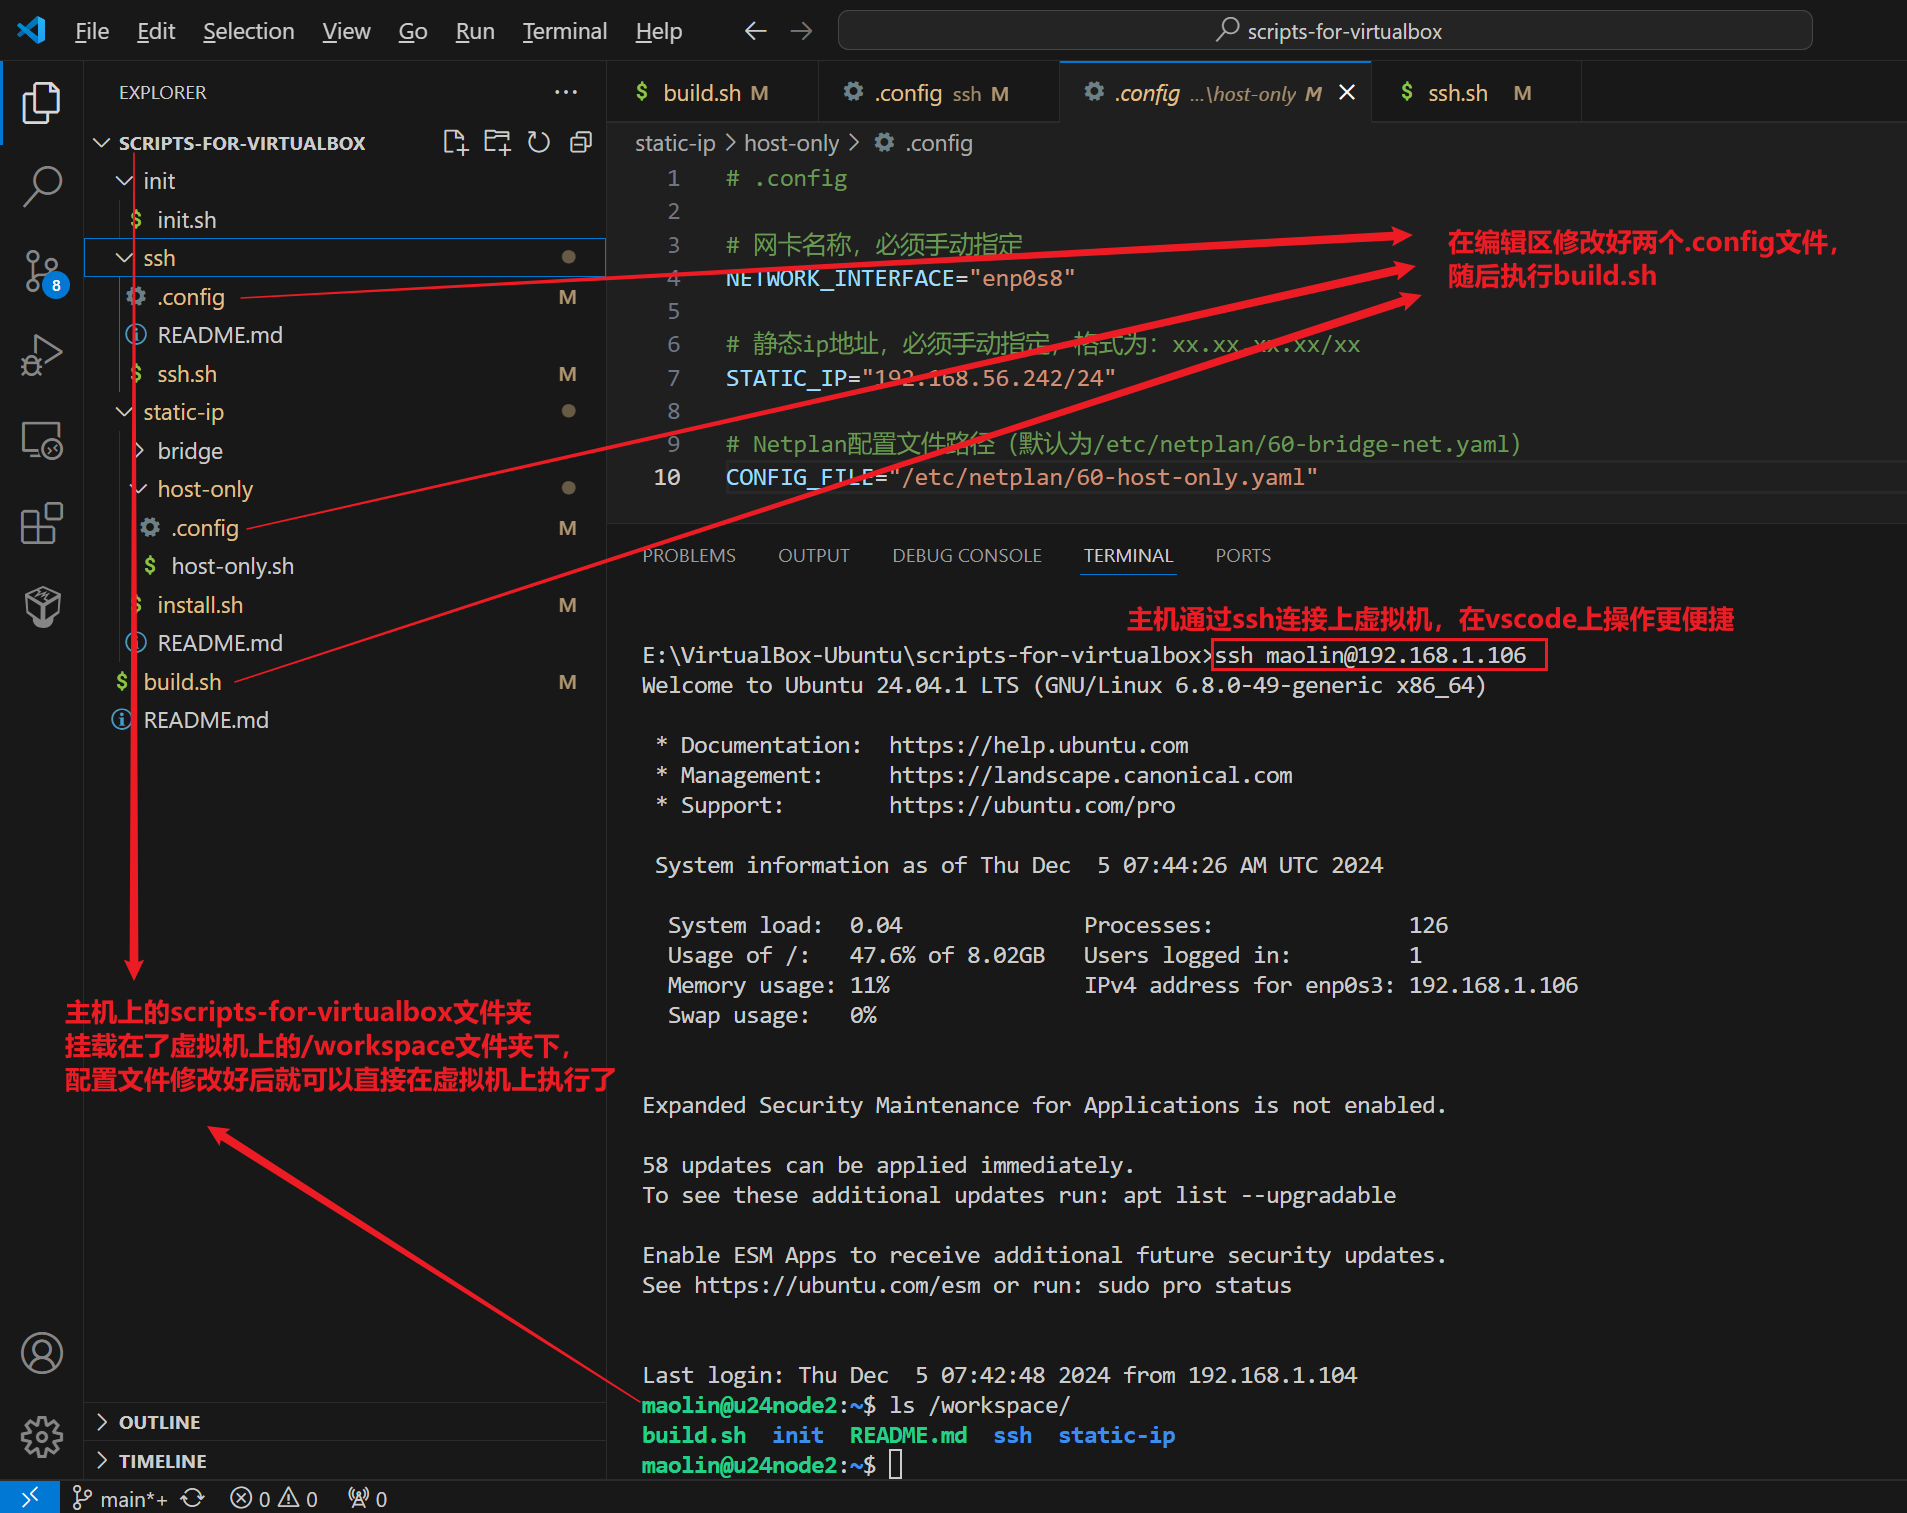 File Edit Selection View Go Run Terminal Help
scripts-for-virtualbox
EXPLORER
SCRIPTS-FOR-VIRTUALBOX
init
$ init.sh
ssh
.config M
README.md
$ ssh.sh M
static-ip
bridge
host-only
.config M
$ host-only.sh
$ install.sh M
README.md
$ build.sh M
README.md
主机上的scripts-for-virtualbox文件夹
挂载在了虚拟机上的/workspace文件夹下，
配置文件修改好后就可以直接在虚拟机上执行了
OUTLINE
TIMELINE
8
$ build.sh M
.config ssh M
.config ...\host-only M
$ ssh.sh M
static-ip > host-only > .config
1 # .config
2
3 # 网卡名称，必须手动指定
4 NETWORK_INTERFACE="enp0s8"
5
6 # 静态ip地址，必须手动指定，格式为：xx.xx.xx.xx/xx
7 STATIC_IP="192.168.56.242/24"
8
9 # Netplan配置文件路径（默认为/etc/netplan/60-bridge-net.yaml）
10 CONFIG_FILE="/etc/netplan/60-host-only.yaml"
在编辑区修改好两个.config文件，
随后执行build.sh
PROBLEMS OUTPUT DEBUG CONSOLE TERMINAL PORTS
主机通过ssh连接上虚拟机，在vscode上操作更便捷
E:\VirtualBox-Ubuntu\scripts-for-virtualbox>ssh maolin@192.168.1.106
Welcome to Ubuntu 24.04.1 LTS (GNU/Linux 6.8.0-49-generic x86_64)
* Documentation: https://help.ubuntu.com
* Management: https://landscape.canonical.com
* Support: https://ubuntu.com/pro
System information as of Thu Dec 5 07:44:26 AM UTC 2024
System load: 0.04 Processes: 126
Usage of /: 47.6% of 8.02GB Users logged in: 1
Memory usage: 11% IPv4 address for enp0s3: 192.168.1.106
Swap usage: 0%
Expanded Security Maintenance for Applications is not enabled.
58 updates can be applied immediately.
To see these additional updates run: apt list --upgradable
Enable ESM Apps to receive additional future security updates.
See https://ubuntu.com/esm or run: sudo pro status
Last login: Thu Dec 5 07:42:48 2024 from 192.168.1.104
maolin@u24node2:~$ ls /workspace/
build.sh init README.md ssh static-ip
maolin@u24node2:~$
main*+ 0 0 0